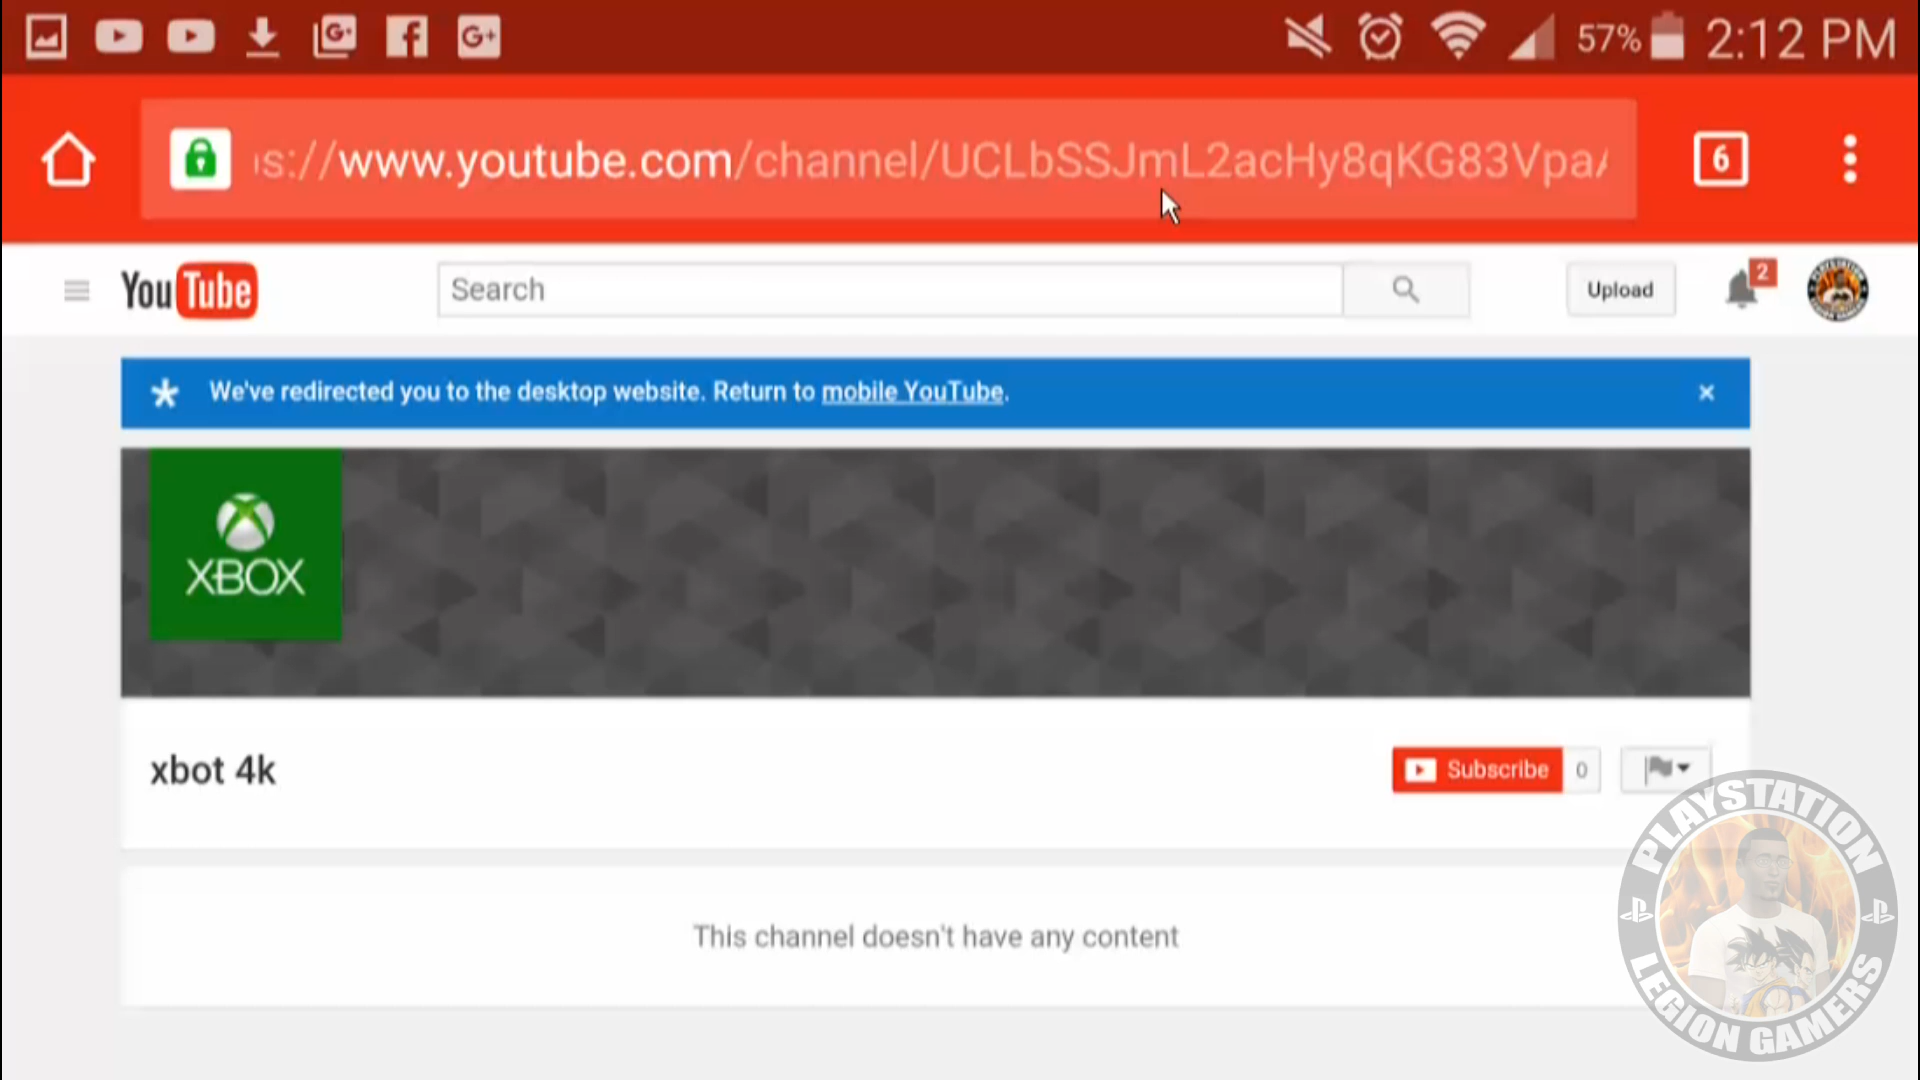 57% 2:12 PM
s://www.youtube.com/channel/UCLbSSJmL2acHy8qKG83Vpa
6
YouTube Search Upload 2
We've redirected you to the desktop website. Return to mobile YouTube.
XBOX
xbot 4k
Subscribe 0
This channel doesn't have any content
PLAYSTATION
LEGION GAMERS